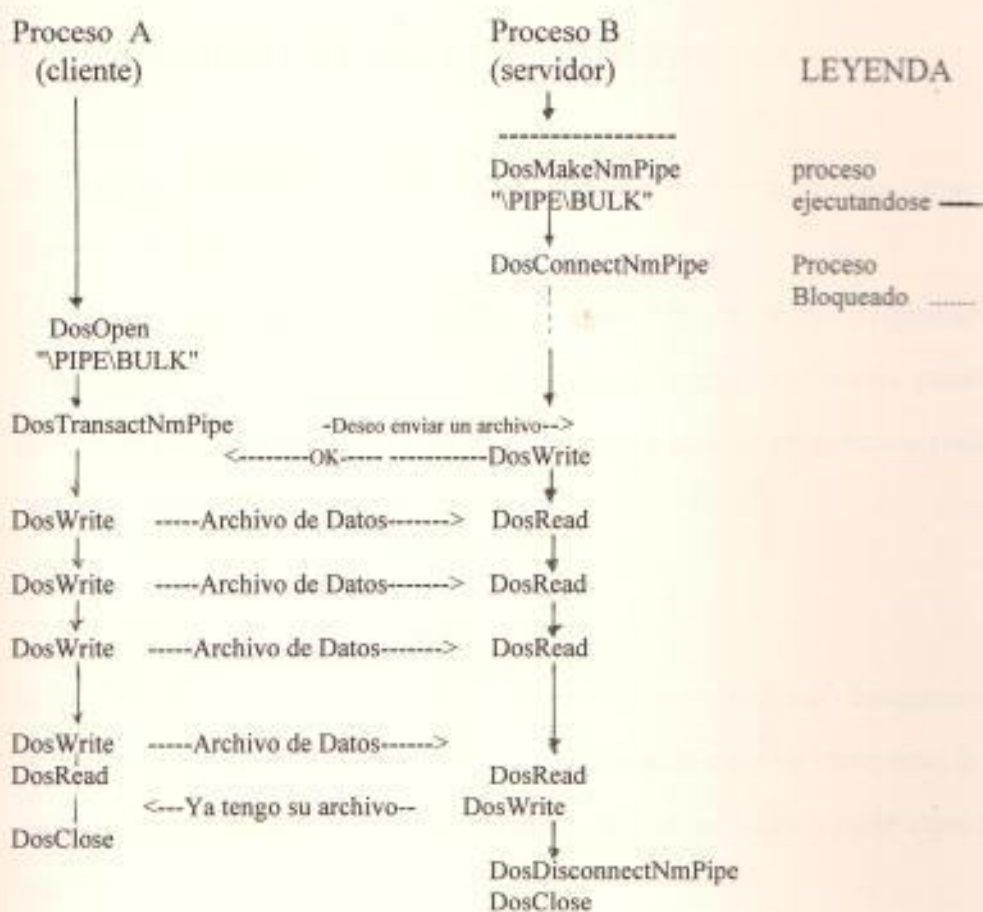 Proceso A
(cliente)
Proceso B
(servidor)
LEYENDA
-----------------
DosMakeNmPipe
"\PIPE\BULK"
proceso
ejecutandose
DosConnectNmPipe
Proceso
Bloqueado .......
DosOpen
"\PIPE\BULK"
DosTransactNmPipe -Deseo enviar un archivo-->
<--------OK----- -----------DosWrite
DosWrite -----Archivo de Datos-------> DosRead
DosWrite -----Archivo de Datos-------> DosRead
DosWrite -----Archivo de Datos-------> DosRead
DosWrite -----Archivo de Datos------>
DosRead DosRead
<---Ya tengo su archivo-- DosWrite
DosClose
DosDisconnectNmPipe
DosClose